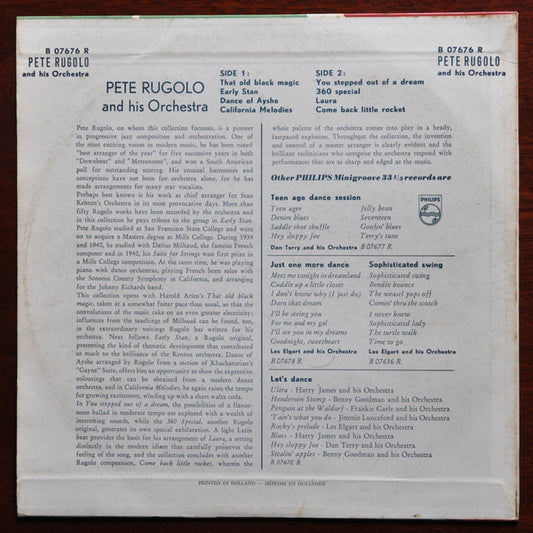 B 07676 R
PETE RUGOLO
and his Orchestra
PETE RUGOLO
and his Orchestra
SIDE 1:
That old black magic
Early Stan
Dance of Ayshe
California Melodies
SIDE 2:
You stepped out of a dream
360 special
Laura
Come back little rocket
B 07676 R
PETE RUGOLO
and his Orchestra
Pete Rugolo, on whom this collection focusses, is a pioneer
in progressive jazz composition and orchestration. One of
the most exciting voices in modern music, he has been voted
"best arranger of the year" for five successive years in both
"Downbeat" and "Metronome", and won a South American
poll for outstanding scoring. His unusual harmonies and
conceptions have not been for orchestra alone, for he has
made arrangements for many star vocalists.
Perhaps best known is his work as chief arranger for Stan
Kenton's Orchestra in its most provocative days. More than
fifty Rugolo works have been recorded by the orchestra and
in this collection he pays tribute to the group in Early Stan.
Pete Rugolo studied at San Francisco State College and went
on to acquire a Masters degree at Mills College. During 1939
and 1940, he studied with Darius Milhaud, the famous French
composer and in 1940, his Suite for Strings won first prize in
a Mills College competition. At the same time, he was playing
piano with dance orchestras, playing French horn solos with
the Sonoma County Symphony in California, and arranging
for the Johnny Richards band.
This collection opens with Harold Arlen's That old black
magic, taken at a somewhat faster pace than usual, so that the
convolutions of the music take on an even greater electricity;
influences from the teachings of Milhaud can be found, too,
in the extraordinary voicings Rugolo has written for his
orchestra. Next follows Early Stan, a Rugolo original,
presenting the kind of thematic development that contributed
so much to the brilliance of the Kenton orchestra. Dance of
Ayshe arranged by Rugolo from a section of Khachaturian's
"Gayne" Suite, offers him an opportunity to show the expressive
colourings that can be obtained from a modern dance
orchestra, and in California Melodies, he again raises the tempo
for growing excitement, winding up with a short waltz coda.
In You stepped out of a dream, the possibilities of a flavor-
some ballad in moderate tempo are explored with a wealth of
interesting sounds, while the 360 Special, another Rugolo
original, generates its own special exhilaration. A light Latin
beat provides the basis for his arrangement of Laura, a setting
distinctly in the modern idiom that carefully preserves the
feeling of the song, and the collection concludes with another
Rugolo composition, Come back little rocket, wherein the
whole palette of the orchestra comes into play in a heady,
fastpaced explosion. Throughout the collection, the invention
and control of a master arranger is clearly evident and the
brilliant technicians who comprise the orchestra respond with
performances that are as sharp and edged as the music.
Other PHILIPS Minigroove 33 1/3 records are
Teen age dance session
Teen ager
Denim blues
Saddle shoe shuffle
Hey sloppy Joe
Jelly bean
Seventeen
Goofin' blues
Terry's tune
Dan Terry and his Orchestra B 07677 R
PHILIPS
Just one more dance
Meet me tonight in dreamland
Cuddle up a little closer
I don't know why (I just do)
Darn that dream
I'll be seeing you
For me and my gal
I'll see you in my dreams
Goodnight, sweetheart
Les Elgart and his Orchestra
B 07678 R
Sophisticated swing
Sophisticated swing
Bendix bounce
The weasel pops off
Comin' thru the scotch
I never knew
Sophisticated lady
The turtle walk
Time to go
Les Elgart and his Orchestra
B 07636 R
Let's dance
Ultra - Harry James and his Orchestra
Henderson Stomp - Benny Goodman and his Orchestra
Penguin at the Waldorf - Frankie Carle and his Orchestra
'T ain't what you do - Jimmie Lunceford and his Orchestra
Rocky's prelude - Les Elgart and his Orchestra
Blues - Harry James and his Orchestra
Hey sloppy Joe - Dan Terry and his Orchestra
Stealin' apples - Benny Goodman and his Orchestra
B 07670 R
PRINTED IN HOLLAND — IMPRIMÉ EN HOLLANDE